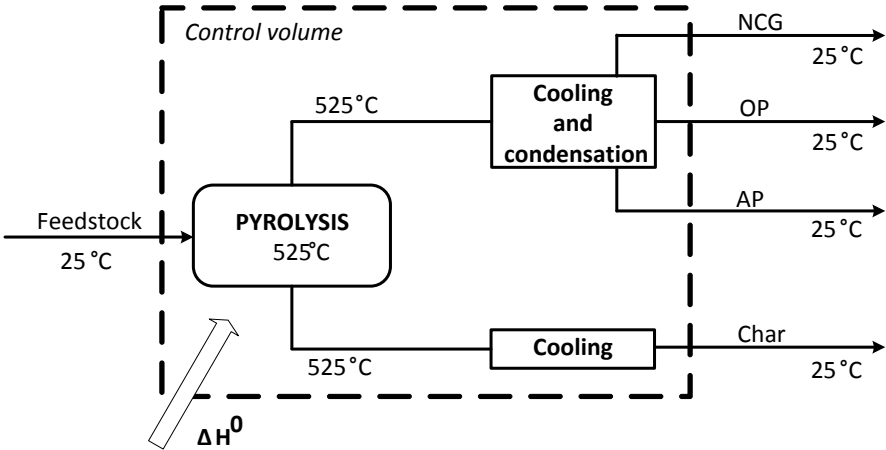 Control volume
NCG
25°C
525°C
Cooling
and
condensation
OP
25°C
Feedstock
25°C
PYROLYSIS
525°C
AP
25°C
525°C
Cooling
Char
25°C
ΔH⁰